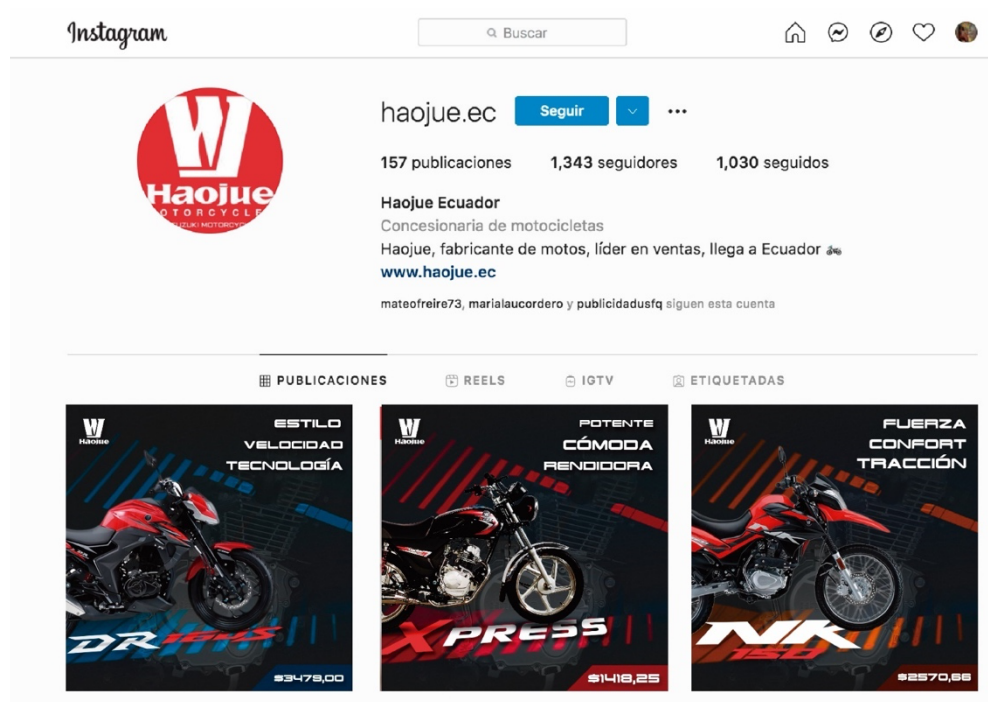 Instagram
Buscar
haojue.ec
Seguir
157 publicaciones 1,343 seguidores 1,030 seguidos
Haojue Ecuador
Concesionaria de motocicletas
Haojue, fabricante de motos, líder en ventas, llega a Ecuador
www.haojue.ec
mateofreire73, marialaucordero y publicidadusfq siguen esta cuenta
Haojue
MOTORCYCLE
SUZUKI MOTORCYC
PUBLICACIONES REELS IGTV ETIQUETADAS
Haojue
ESTILO
VELOCIDAD
TECNOLOGÍA
DR 160S
$3479,00
Haojue
POTENTE
CÓMODA
RENDIDORA
XPRESS
$1418,25
Haojue
FUERZA
CONFORT
TRACCIÓN
NK
150
$2570,66